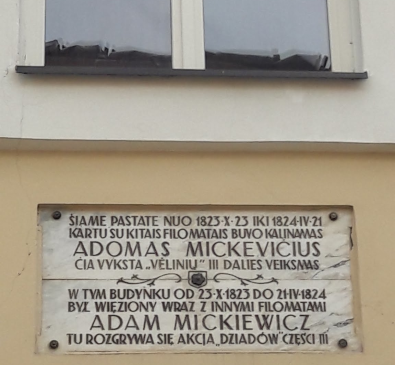 ŠIAME PASTATE NUO 1823·X·23 IKI 1824·IV·21
KARTU SU KITAIS FILOMATAIS BUVO KALINAMAS
ADOMAS MICKEVIČIUS
ČIA VYKSTA „VĖLINIŲ" III DALIES VEIKSMAS
W TYM BUDYNKU OD 23·X·1823 DO 21·IV·1824
BYŁ WIĘZIONY WRAZ Z INNYMI FILOMATAMI
ADAM MICKIEWICZ
TU ROZGRYWA SIĘ AKCJA „DZIADÓW" CZĘŚCI III